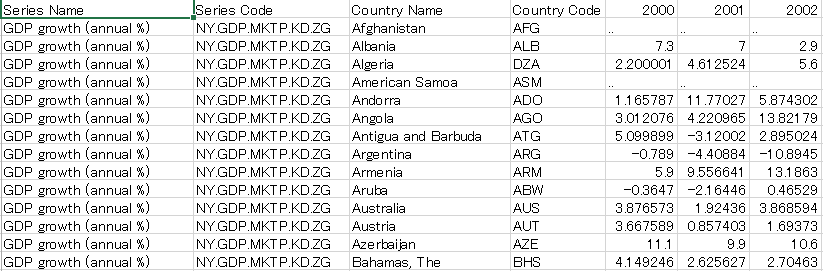 Series Name Series Code Country Name Country Code 2000 2001 2002
GDP growth (annual %) NY.GDP.MKTP.KD.ZG Afghanistan AFG .. .. ..
GDP growth (annual %) NY.GDP.MKTP.KD.ZG Albania ALB 7.3 7 2.9
GDP growth (annual %) NY.GDP.MKTP.KD.ZG Algeria DZA 2.200001 4.612524 5.6
GDP growth (annual %) NY.GDP.MKTP.KD.ZG American Samoa ASM .. .. ..
GDP growth (annual %) NY.GDP.MKTP.KD.ZG Andorra ADO 1.165787 11.77027 5.874302
GDP growth (annual %) NY.GDP.MKTP.KD.ZG Angola AGO 3.012076 4.220965 13.82179
GDP growth (annual %) NY.GDP.MKTP.KD.ZG Antigua and Barbuda ATG 5.099899 -3.12002 2.895024
GDP growth (annual %) NY.GDP.MKTP.KD.ZG Argentina ARG -0.789 -4.40884 -10.8945
GDP growth (annual %) NY.GDP.MKTP.KD.ZG Armenia ARM 5.9 9.556641 13.1863
GDP growth (annual %) NY.GDP.MKTP.KD.ZG Aruba ABW -0.3647 -2.16446 0.46529
GDP growth (annual %) NY.GDP.MKTP.KD.ZG Australia AUS 3.876573 1.92436 3.868594
GDP growth (annual %) NY.GDP.MKTP.KD.ZG Austria AUT 3.667589 0.857403 1.69373
GDP growth (annual %) NY.GDP.MKTP.KD.ZG Azerbaijan AZE 11.1 9.9 10.6
GDP growth (annual %) NY.GDP.MKTP.KD.ZG Bahamas, The BHS 4.149246 2.625627 2.70463